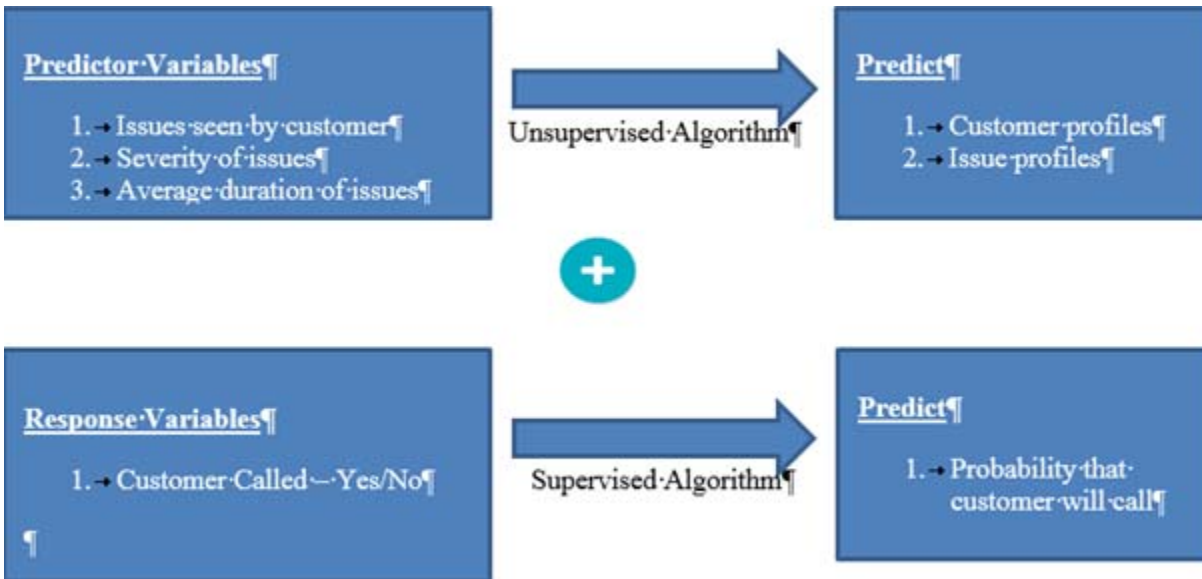 Predictor Variables¶
1.→Issues seen by customer¶
2.→Severity of issues¶
3.→Average duration of issues¶
Unsupervised Algorithm¶
Predict¶
1.→Customer profiles¶
2.→Issue profiles¶
Response Variables¶
1.→Customer Called – Yes/No¶
¶
Supervised Algorithm¶
Predict¶
1.→Probability that
customer will call¶